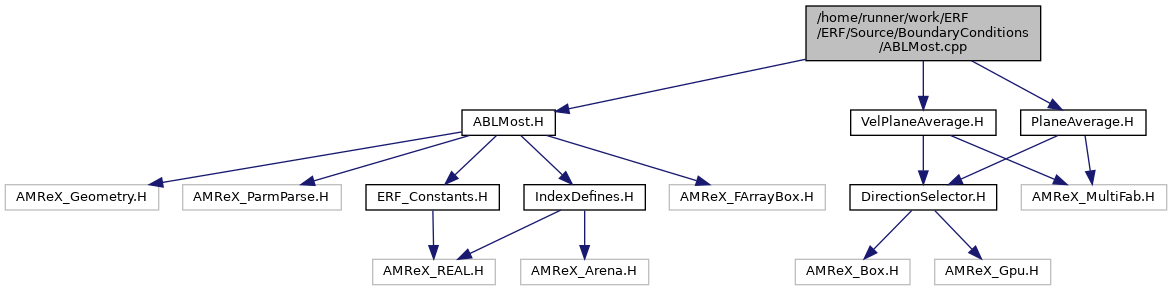 /home/runner/work/ERF
/ERF/Source/BoundaryConditions
/ABLMost.cpp
ABLMost.H
VelPlaneAverage.H
PlaneAverage.H
AMReX_Geometry.H
AMReX_ParmParse.H
ERF_Constants.H
IndexDefines.H
AMReX_FArrayBox.H
DirectionSelector.H
AMReX_MultiFab.H
AMReX_REAL.H
AMReX_Arena.H
AMReX_Box.H
AMReX_Gpu.H